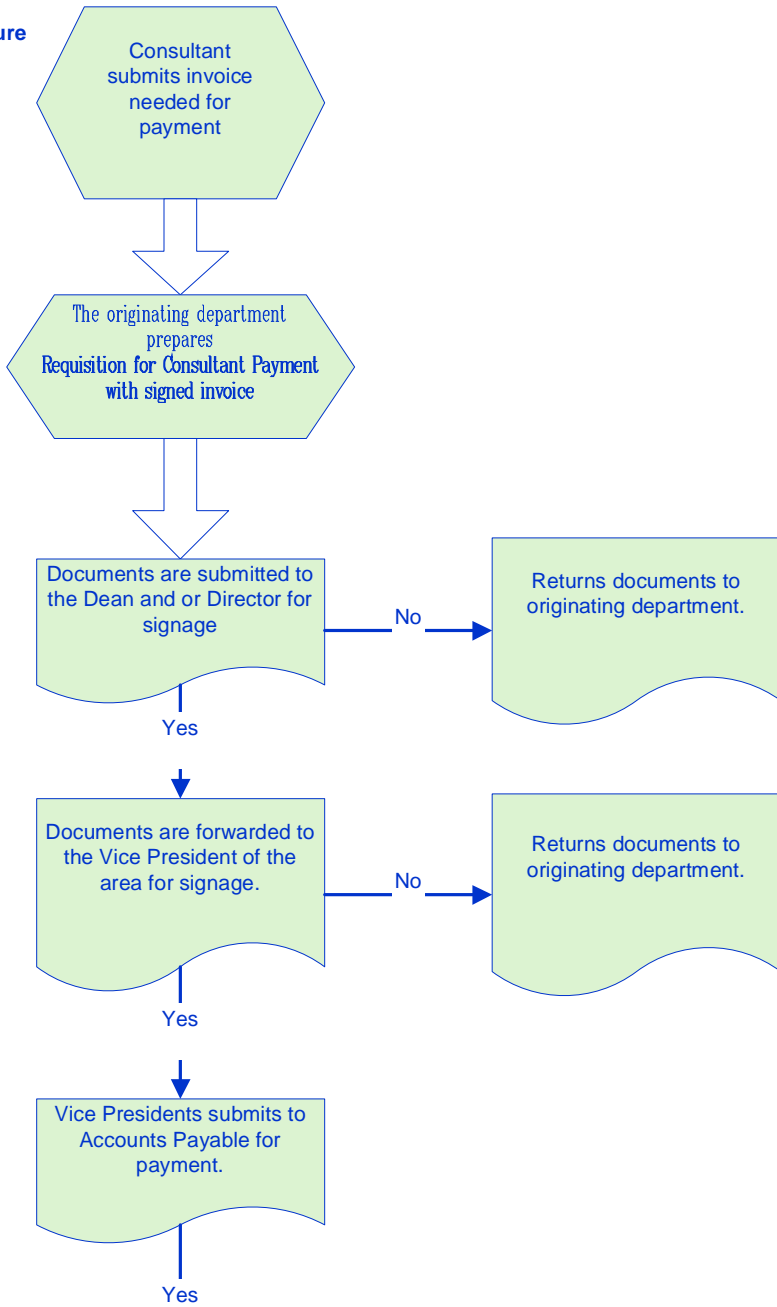 ure
Consultant
submits invoice
needed for
payment
The originating department
prepares
Requisition for Consultant Payment
with signed invoice
Documents are submitted to
the Dean and or Director for
signage
No
Returns documents to
originating department.
Yes
Documents are forwarded to
the Vice President of the
area for signage.
No
Returns documents to
originating department.
Yes
Vice Presidents submits to
Accounts Payable for
payment.
Yes